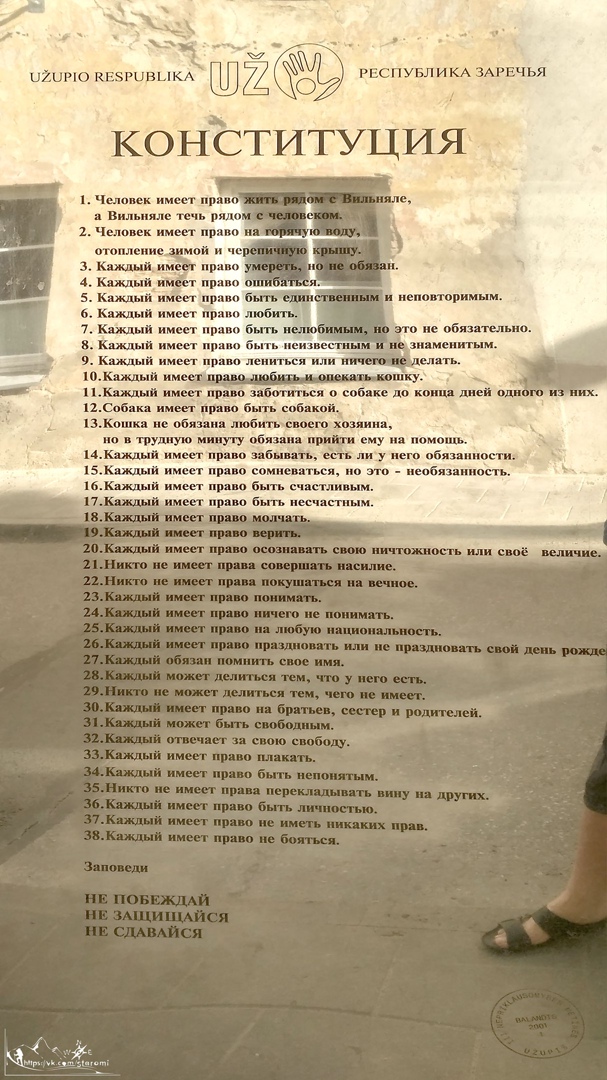 UŽUPIO RESPUBLIKA UŽ РЕСПУБЛИКА ЗАРЕЧЬЯ
КОНСТИТУЦИЯ
1. Человек имеет право жить рядом с Вильняле,
а Вильняле течь рядом с человеком.
2. Человек имеет право на горячую воду,
отопление зимой и черепичную крышу.
3. Каждый имеет право умереть, но не обязан.
4. Каждый имеет право ошибаться.
5. Каждый имеет право быть единственным и неповторимым.
6. Каждый имеет право любить.
7. Каждый имеет право быть нелюбимым, но это не обязательно.
8. Каждый имеет право быть неизвестным и не знаменитым.
9. Каждый имеет право лениться или ничего не делать.
10.Каждый имеет право любить и опекать кошку.
11.Каждый имеет право заботиться о собаке до конца дней одного из них.
12.Собака имеет право быть собакой.
13.Кошка не обязана любить своего хозяина,
но в трудную минуту обязана прийти ему на помощь.
14.Каждый имеет право забывать, есть ли у него обязанности.
15.Каждый имеет право сомневаться, но это - необязанность.
16.Каждый имеет право быть счастливым.
17.Каждый имеет право быть несчастным.
18.Каждый имеет право молчать.
19.Каждый имеет право верить.
20.Каждый имеет право осознавать свою ничтожность или своё величие.
21.Никто не имеет права совершать насилие.
22.Никто не имеет права покушаться на вечное.
23.Каждый имеет право понимать.
24.Каждый имеет право ничего не понимать.
25.Каждый имеет право на любую национальность.
26.Каждый имеет право праздновать или не праздновать свой день рожде
27.Каждый обязан помнить свое имя.
28.Каждый может делиться тем, что у него есть.
29.Никто не может делиться тем, чего не имеет.
30.Каждый имеет право на братьев, сестер и родителей.
31.Каждый может быть свободным.
32.Каждый отвечает за свою свободу.
33.Каждый имеет право плакать.
34.Каждый имеет право быть непонятым.
35.Никто не имеет права перекладывать вину на других.
36.Каждый имеет право быть личностью.
37.Каждый имеет право не иметь никаких прав.
38.Каждый имеет право не бояться.
Заповеди
НЕ ПОБЕЖДАЙ
НЕ ЗАЩИЩАЙСЯ
НЕ СДАВАЙСЯ
2001
UŽUPIS
https://vk.com/staromi